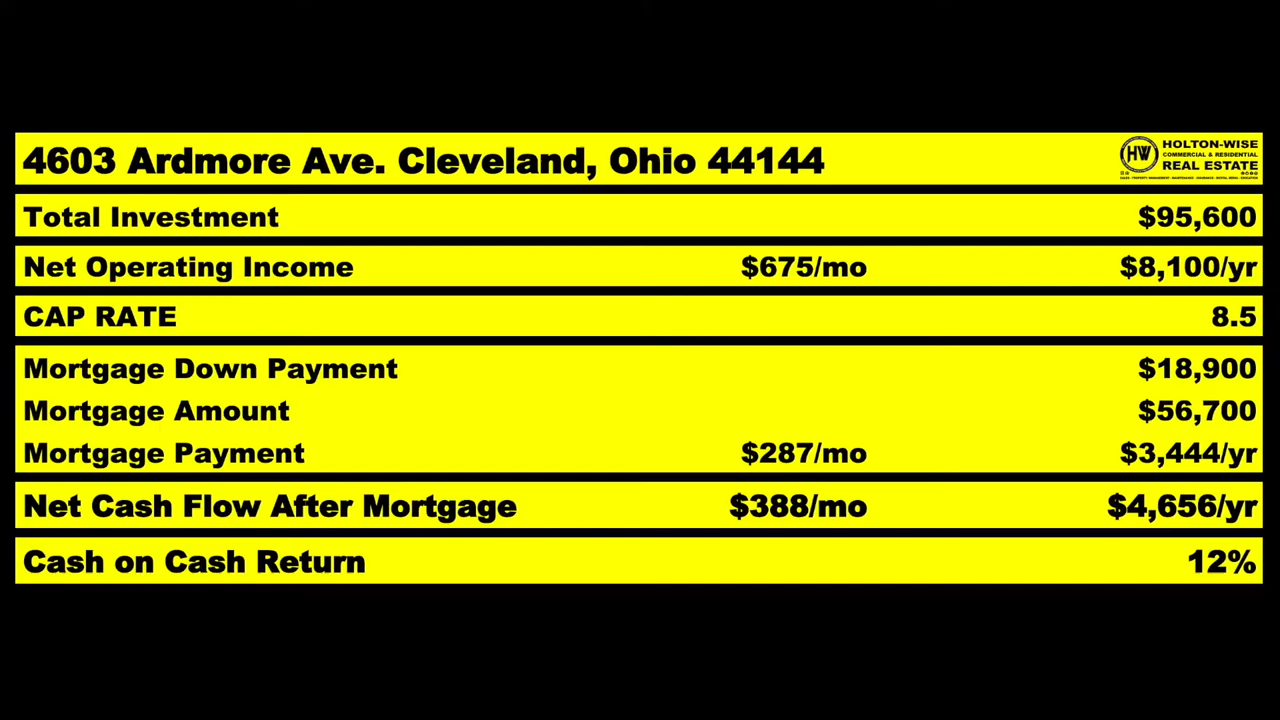 4603 Ardmore Ave. Cleveland, Ohio 44144
HW
HOLTON-WISE
COMMERCIAL & RESIDENTIAL
REAL ESTATE
Total Investment $95,600
Net Operating Income $675/mo $8,100/yr
CAP RATE 8.5
Mortgage Down Payment $18,900
Mortgage Amount $56,700
Mortgage Payment $287/mo $3,444/yr
Net Cash Flow After Mortgage $388/mo $4,656/yr
Cash on Cash Return 12%